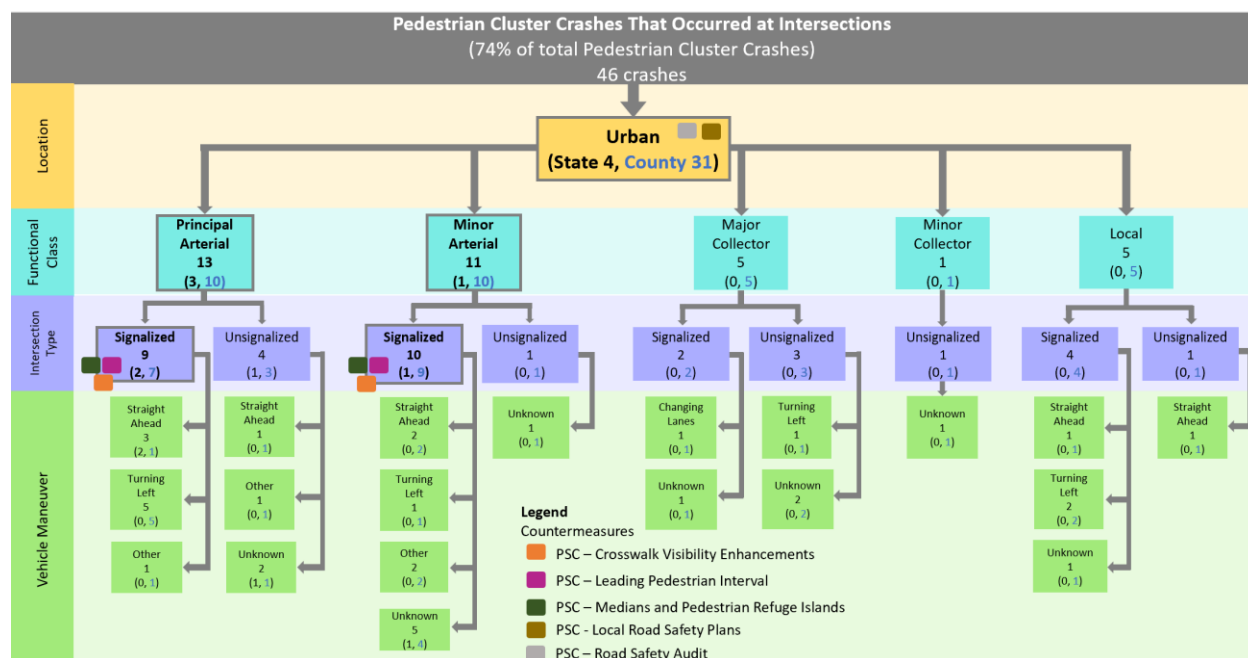 Pedestrian Cluster Crashes That Occurred at Intersections
(74% of total Pedestrian Cluster Crashes)
46 crashes
Location
Urban
(State 4, County 31)
Functional
Class
Principal
Arterial
13
(3, 10)
Minor
Arterial
11
(1, 10)
Major
Collector
5
(0, 5)
Minor
Collector
1
(0, 1)
Local
5
(0, 5)
Intersection
Type
Signalized
9
(2, 7)
Unsignalized
4
(1, 3)
Signalized
10
(1, 9)
Unsignalized
1
(0, 1)
Signalized
2
(0, 2)
Unsignalized
3
(0, 3)
Unsignalized
1
(0, 1)
Signalized
4
(0, 4)
Unsignalized
1
(0, 1)
Vehicle Maneuver
Straight
Ahead
3
(2, 1)
Turning
Left
5
(0, 5)
Other
1
(0, 1)
Straight
Ahead
1
(0, 1)
Other
1
(0, 1)
Unknown
2
(1, 1)
Straight
Ahead
2
(0, 2)
Turning
Left
1
(0, 1)
Other
2
(0, 2)
Unknown
5
(1, 4)
Unknown
1
(0, 1)
Changing
Lanes
1
(0, 1)
Unknown
1
(0, 1)
Turning
Left
1
(0, 1)
Unknown
2
(0, 2)
Unknown
1
(0, 1)
Straight
Ahead
1
(0, 1)
Turning
Left
2
(0, 2)
Unknown
1
(0, 1)
Straight
Ahead
1
(0, 1)
Legend
Countermeasures
PSC – Crosswalk Visibility Enhancements
PSC – Leading Pedestrian Interval
PSC – Medians and Pedestrian Refuge Islands
PSC - Local Road Safety Plans
PSC – Road Safety Audit